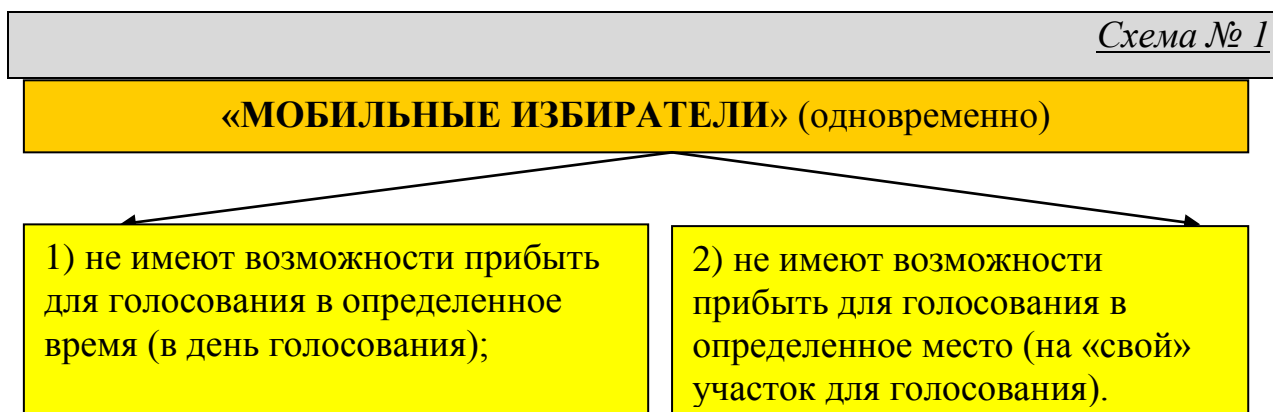 Схема № 1
«МОБИЛЬНЫЕ ИЗБИРАТЕЛИ» (одновременно)
1) не имеют возможности прибыть
для голосования в определенное
время (в день голосования);
2) не имеют возможности
прибыть для голосования в
определенное место (на «свой»
участок для голосования).